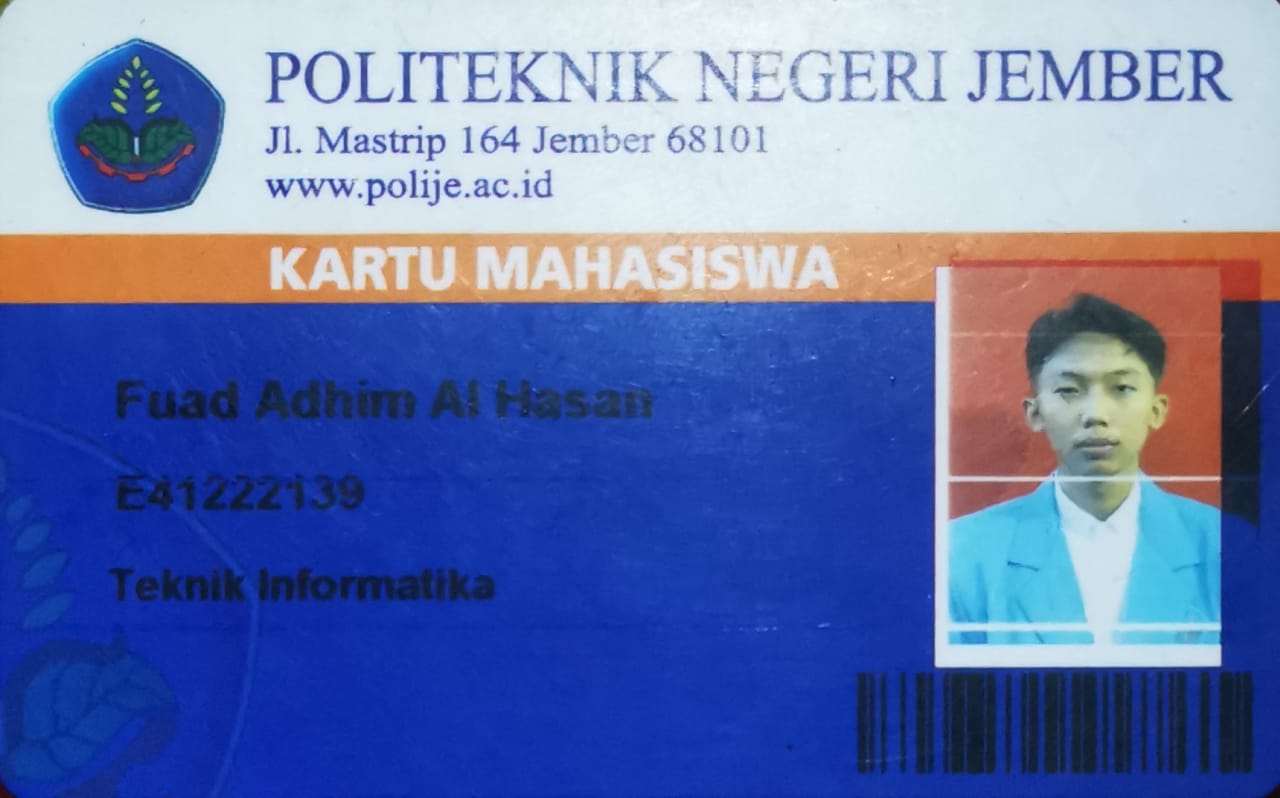 POLITEKNIK NEGERI JEMBER
Jl. Mastrip 164 Jember 68101
www.polije.ac.id
KARTU MAHASISWA
Fuad Adhim Al Hasan
E41222139
Teknik Informatika